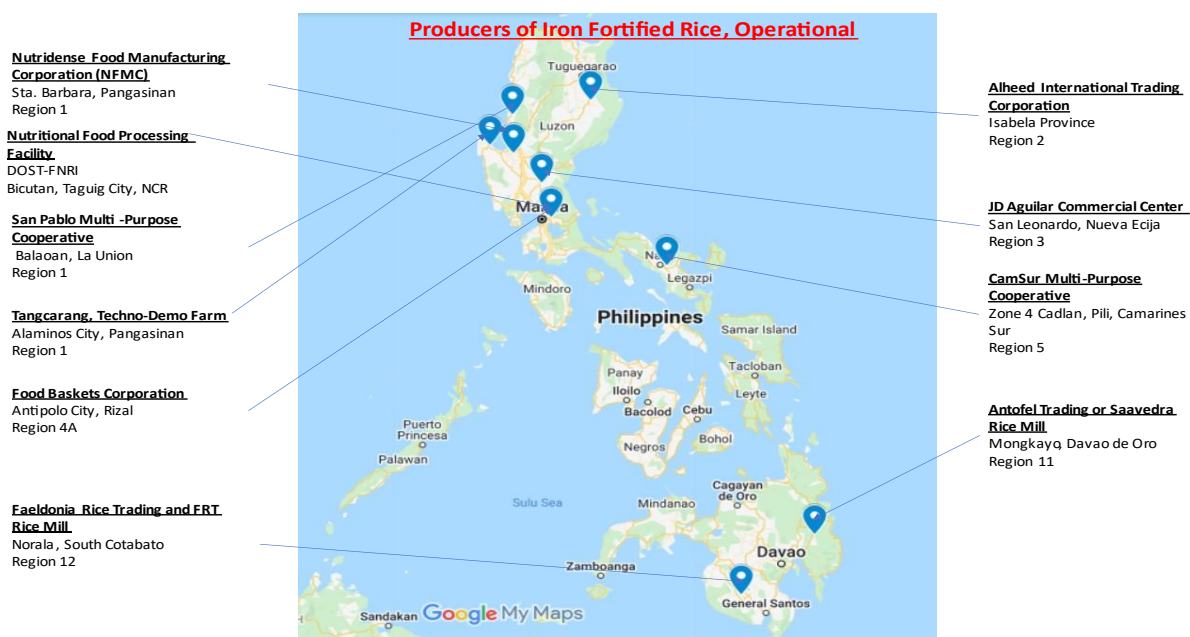 Producers of Iron Fortified Rice, Operational
Nutridense Food Manufacturing
Corporation (NFMC)
Sta. Barbara, Pangasinan
Region 1
Nutritional Food Processing
Facility
DOST-FNRI
Bicutan, Taguig City, NCR
San Pablo Multi -Purpose
Cooperative
Balaoan, La Union
Region 1
Tangcarang, Techno-Demo Farm
Alaminos City, Pangasinan
Region 1
Food Baskets Corporation
Antipolo City, Rizal
Region 4A
Faeldonia Rice Trading and FRT
Rice Mill
Norala, South Cotabato
Region 12
Tuguegarao
Luzon
Legazpi
Mindoro
Philippines
Samar Island
Panay
Tacloban
Iloilo
Leyte
Bacolod
Cebu
Puerto
Princesa
Negros
Bohol
Palawan
Cagayan
de Oro
Sulu Sea
Mindanao
Davao
Zamboanga
General Santos
Sandakan
Google My Maps
Alheed International Trading
Corporation
Isabela Province
Region 2
JD Aguilar Commercial Center
San Leonardo, Nueva Ecija
Region 3
CamSur Multi-Purpose
Cooperative
Zone 4 Cadlan, Pili, Camarines
Sur
Region 5
Antofel Trading or Saavedra
Rice Mill
Mongkayo, Davao de Oro
Region 11